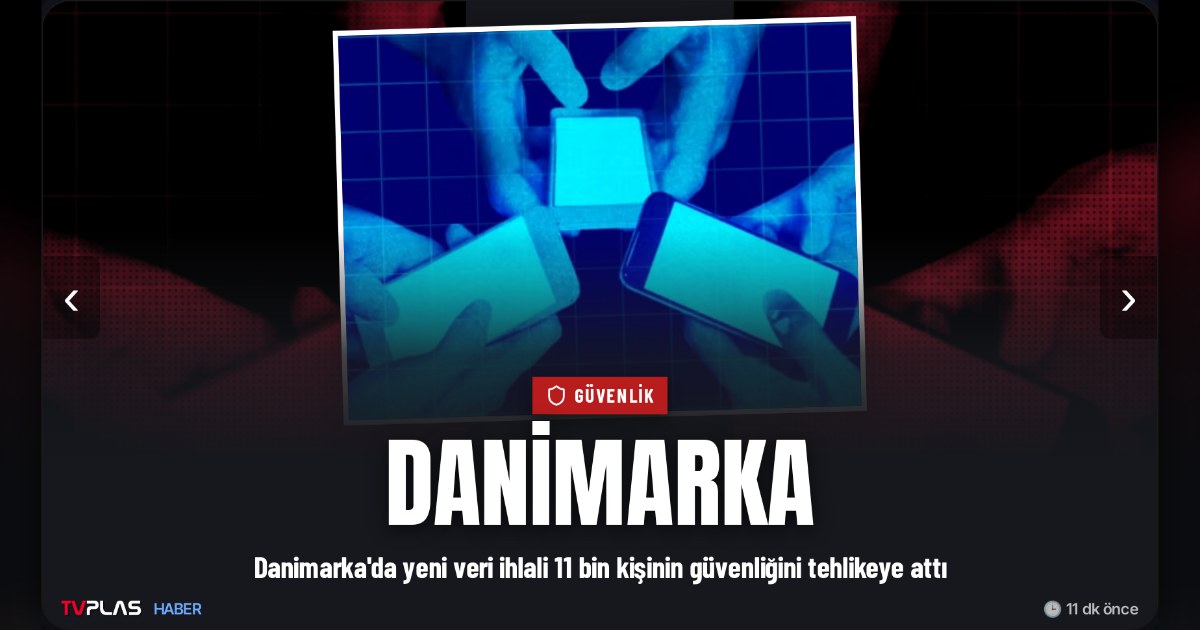 GÜVENLİK
DANİMARKA
Danimarka'da yeni veri ihlali 11 bin kişinin güvenliğini tehlikeye attı
TVPLAS HABER
11 dk önce